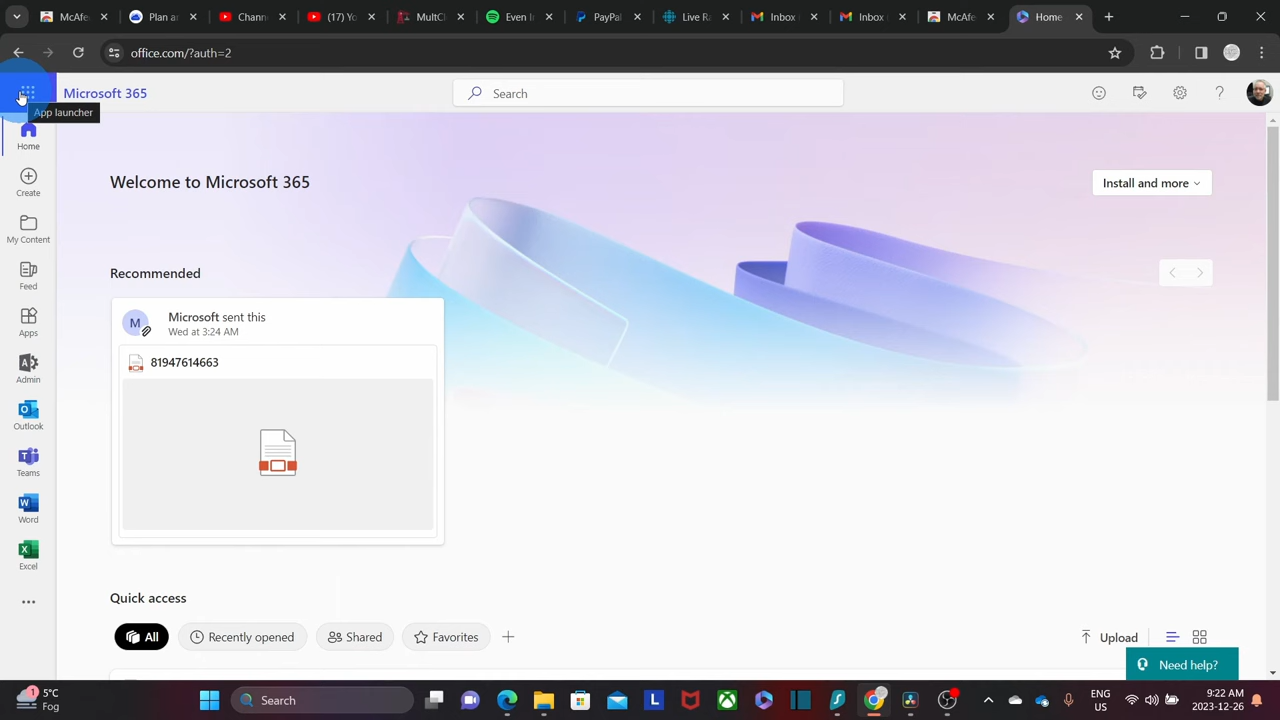 McAfe
Plan ar
Chann
(17) Yo
MultCl
Even I
PayPal
Live Ra
Inbox
Inbox
McAfe
Home
office.com/?auth=2
Microsoft 365
Search
App launcher
Home
Create
My Content
Feed
Apps
Admin
Outlook
Teams
Word
Excel
Welcome to Microsoft 365
Install and more
Recommended
M
Microsoft sent this
Wed at 3:24 AM
81947614663
Quick access
All
Recently opened
Shared
Favorites
Upload
Need help?
1
5°C
Fog
Search
ENG
US
9:22 AM
2023-12-26